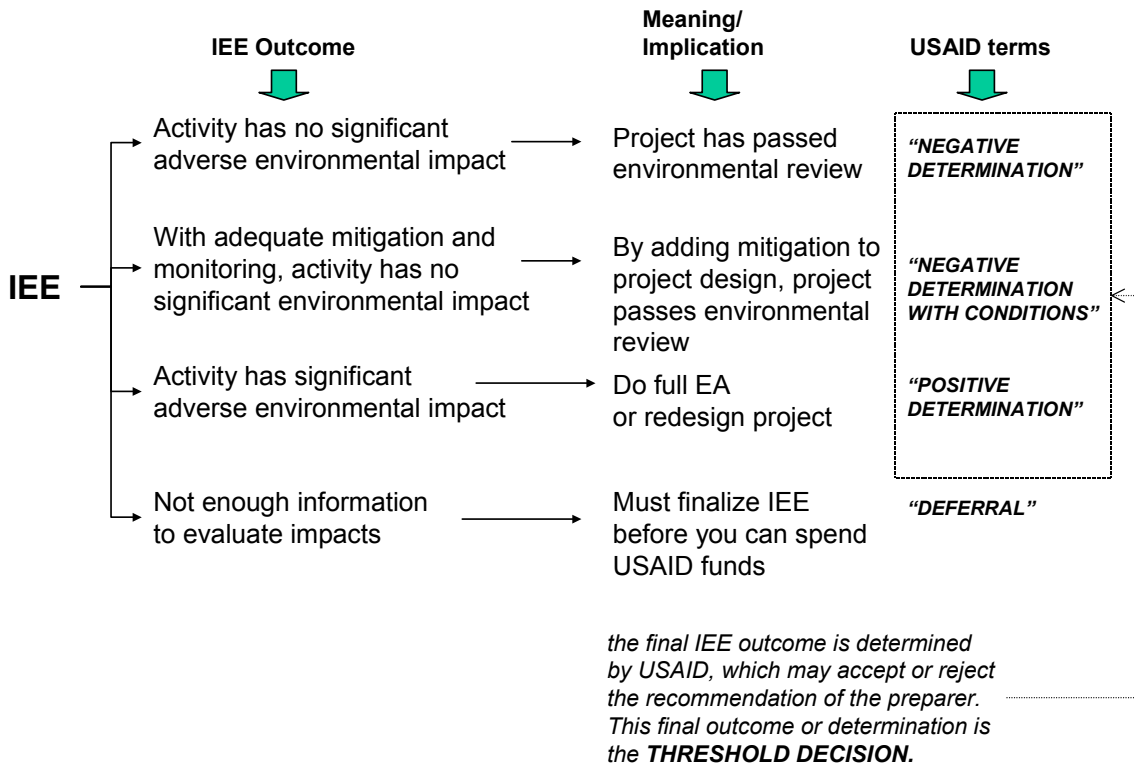 Meaning/
Implication
IEE Outcome
USAID terms
Activity has no significant
adverse environmental impact
Project has passed
environmental review
“NEGATIVE
DETERMINATION”
IEE
With adequate mitigation and
monitoring, activity has no
significant environmental impact
By adding mitigation to
project design, project
passes environmental
review
“NEGATIVE
DETERMINATION
WITH CONDITIONS”
Activity has significant
adverse environmental impact
Do full EA
or redesign project
“POSITIVE
DETERMINATION”
Not enough information
to evaluate impacts
Must finalize IEE
before you can spend
USAID funds
“DEFERRAL”
the final IEE outcome is determined
by USAID, which may accept or reject
the recommendation of the preparer.
This final outcome or determination is
the THRESHOLD DECISION.